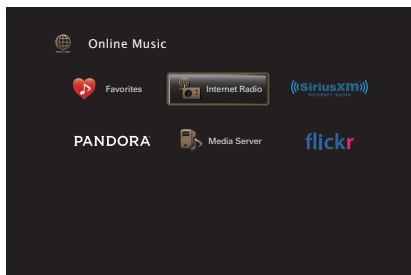 Online Music
Favorites
Internet Radio
((SiriusXM))
INTERNET RADIO
PANDORA
Media Server
flickr